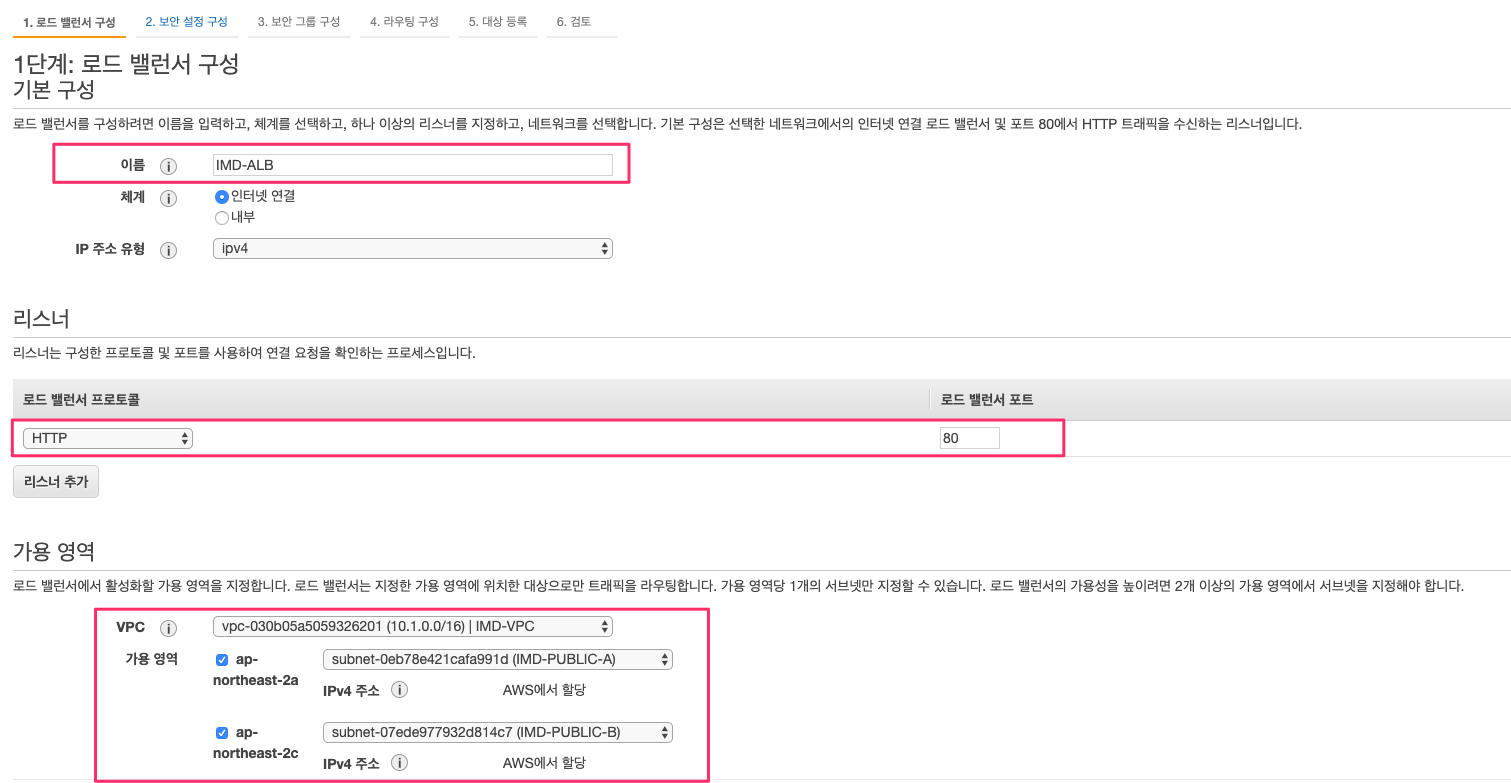 1. 로드 밸런서 구성 2. 보안 설정 구성 3. 보안 그룹 구성 4. 라우팅 구성 5. 대상 등록 6. 검토
1단계: 로드 밸런서 구성
기본 구성
로드 밸런서를 구성하려면 이름을 입력하고, 체계를 선택하고, 하나 이상의 리스너를 지정하고, 네트워크를 선택합니다. 기본 구성은 선택한 네트워크에서의 인터넷 연결 로드 밸런서 및 포트 80에서 HTTP 트래픽을 수신하는 리스너입니다.
이름 i IMD-ALB
체계 i 인터넷 연결
내부
IP 주소 유형 i ipv4
리스너
리스너는 구성한 프로토콜 및 포트를 사용하여 연결 요청을 확인하는 프로세스입니다.
로드 밸런서 프로토콜 로드 밸런서 포트
HTTP 80
리스너 추가
가용 영역
로드 밸런서에서 활성화할 가용 영역을 지정합니다. 로드 밸런서는 지정한 가용 영역에 위치한 대상으로만 트래픽을 라우팅합니다. 가용 영역당 1개의 서브넷만 지정할 수 있습니다. 로드 밸런서의 가용성을 높이려면 2개 이상의 가용 영역에서 서브넷을 지정해야 합니다.
VPC i vpc-030b05a5059326201 (10.1.0.0/16) | IMD-VPC
가용 영역 ap-northeast-2a subnet-0eb78e421cafa991d (IMD-PUBLIC-A)
IPv4 주소 i AWS에서 할당
ap-northeast-2c subnet-07ede977932d814c7 (IMD-PUBLIC-B)
IPv4 주소 i AWS에서 할당